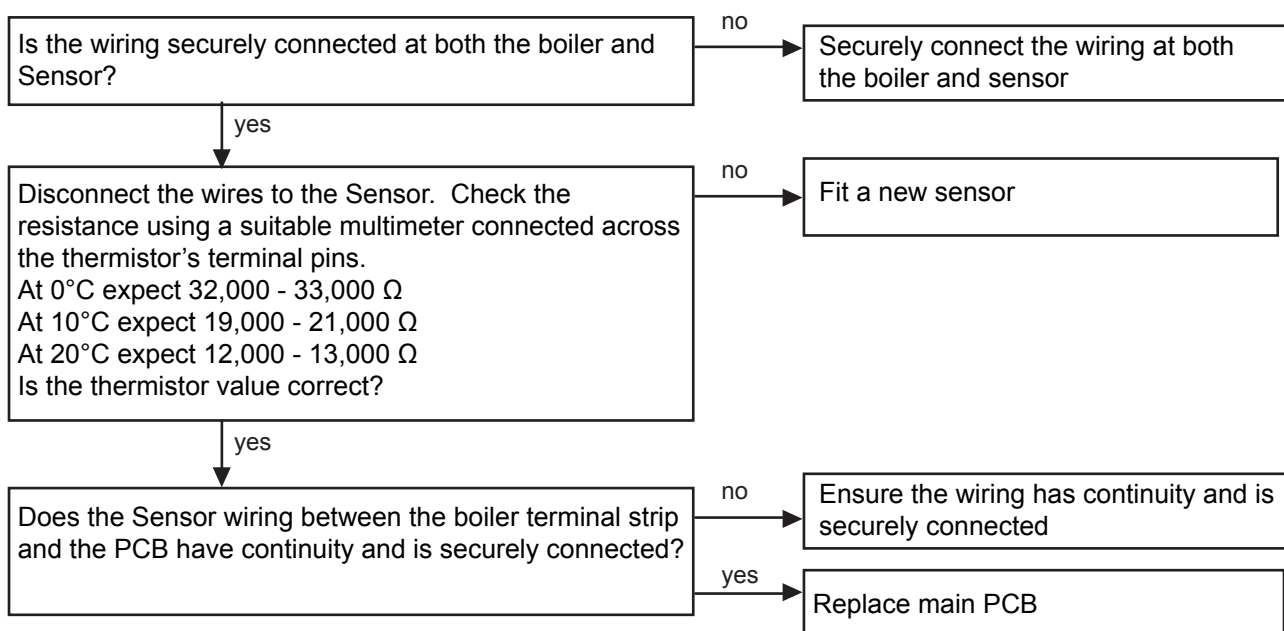 Is the wiring securely connected at both the boiler and
Sensor?
no
Securely connect the wiring at both
the boiler and sensor
yes
Disconnect the wires to the Sensor.  Check the
resistance using a suitable multimeter connected across
the thermistor’s terminal pins.
At 0°C expect 32,000 - 33,000 Ω
At 10°C expect 19,000 - 21,000 Ω
At 20°C expect 12,000 - 13,000 Ω
Is the thermistor value correct?
no
Fit a new sensor
yes
Does the Sensor wiring between the boiler terminal strip
and the PCB have continuity and is securely connected?
no
Ensure the wiring has continuity and is
securely connected
yes
Replace main PCB